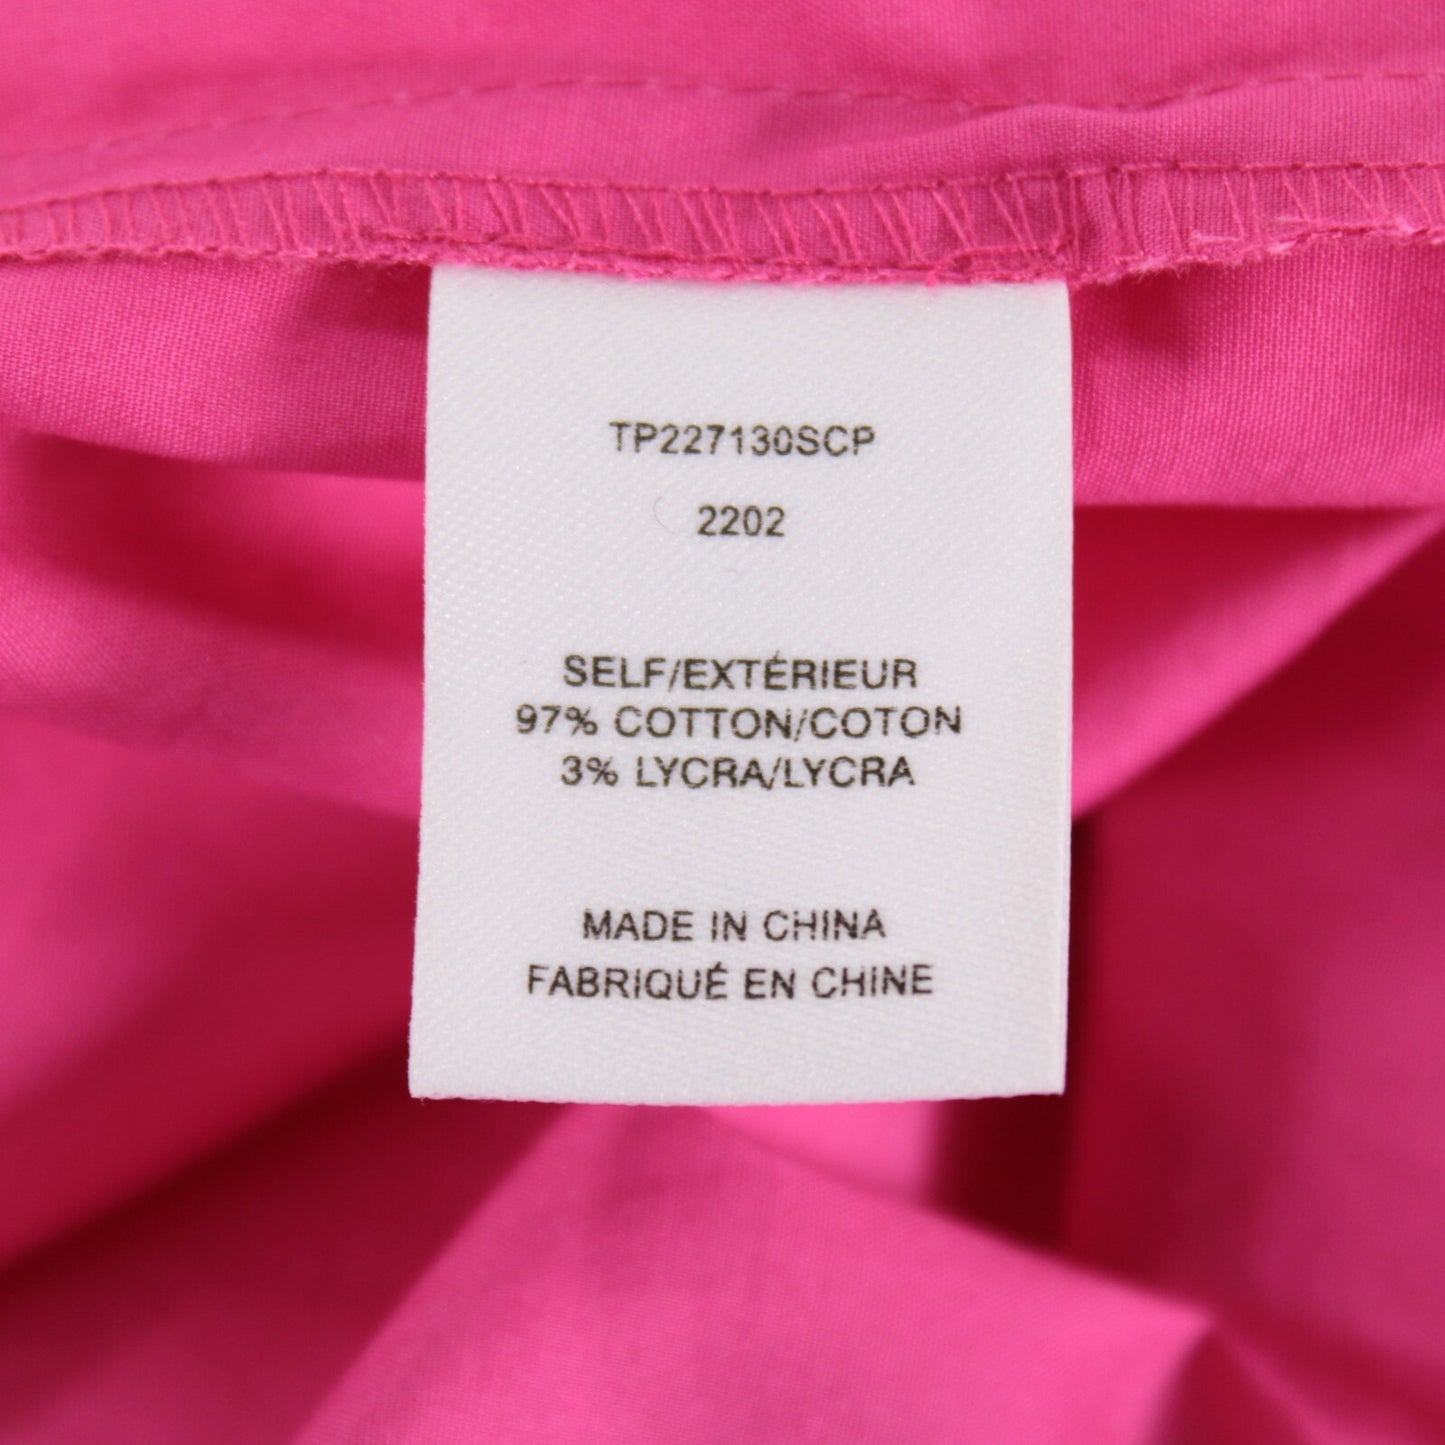 TP227130SCP
2202
SELF/EXTÉRIEUR
97% COTTON/COTON
3% LYCRA/LYCRA
MADE IN CHINA
FABRIQUÉ EN CHINE